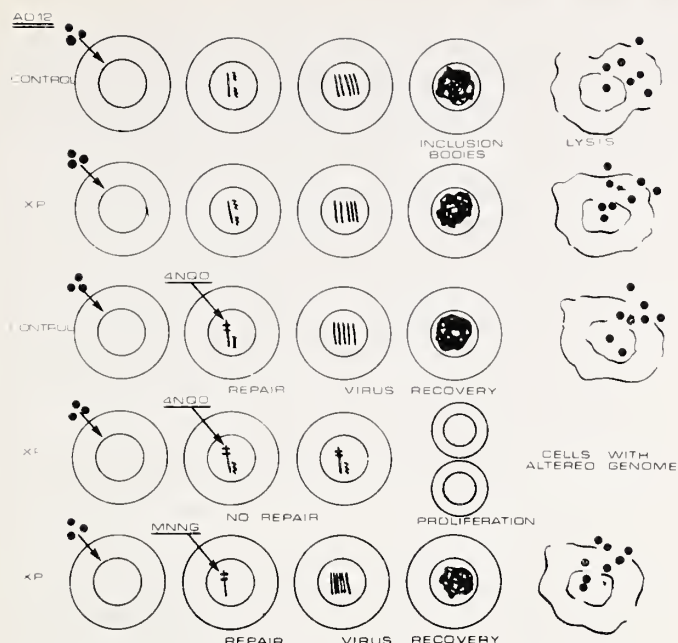 AD12
CONTROL
INCLUSION
BODIES
LYSIS
XP
4NQO
CONTROL
REPAIR VIRUS RECOVERY
4NQO
CELLS WITH
ALTERED GENOME
NO REPAIR
PROLIFERATION
MNNG
XP
REPAIR VIRUS RECOVERY